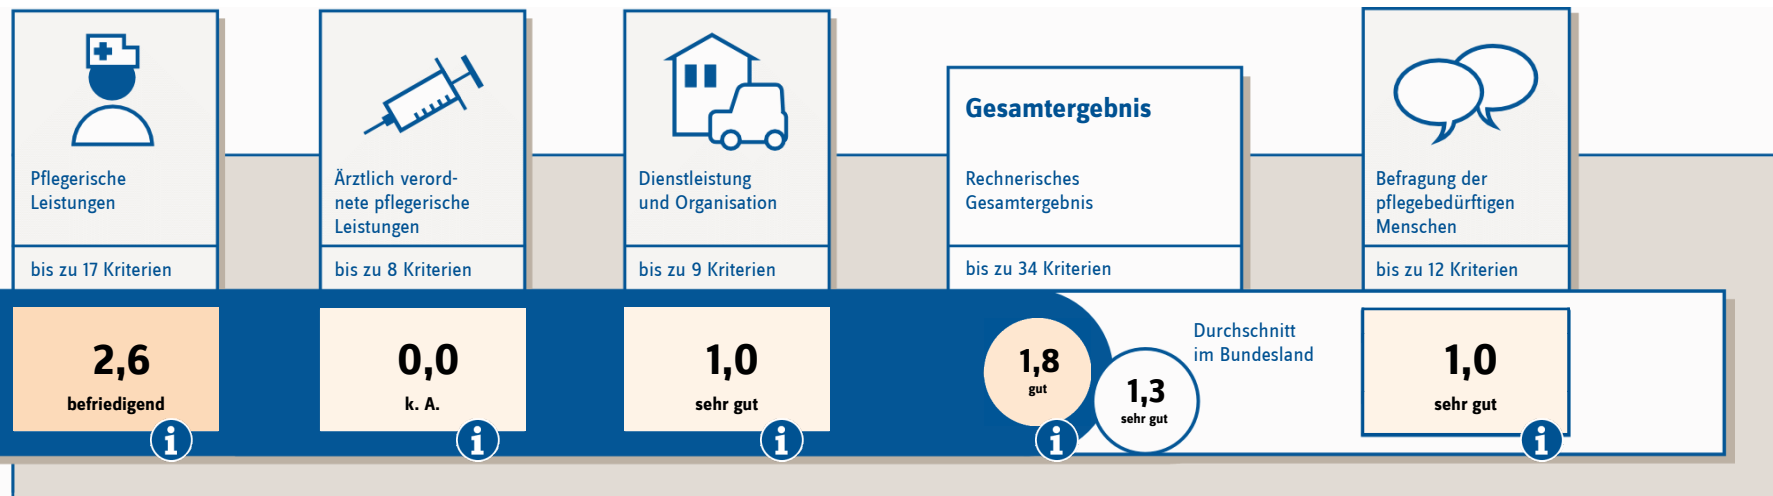 Pflegerische
Leistungen
bis zu 17 Kriterien
2,6
befriedigend
i
Ärztlich verord-
nete pflegerische
Leistungen
bis zu 8 Kriterien
0,0
k. A.
i
Dienstleistung
und Organisation
bis zu 9 Kriterien
1,0
sehr gut
i
Gesamtergebnis
Rechnerisches
Gesamtergebnis
bis zu 34 Kriterien
1,8
gut
i
1,3
sehr gut
Durchschnitt
im Bundesland
Befragung der
pflegebedürftigen
Menschen
bis zu 12 Kriterien
1,0
sehr gut
i